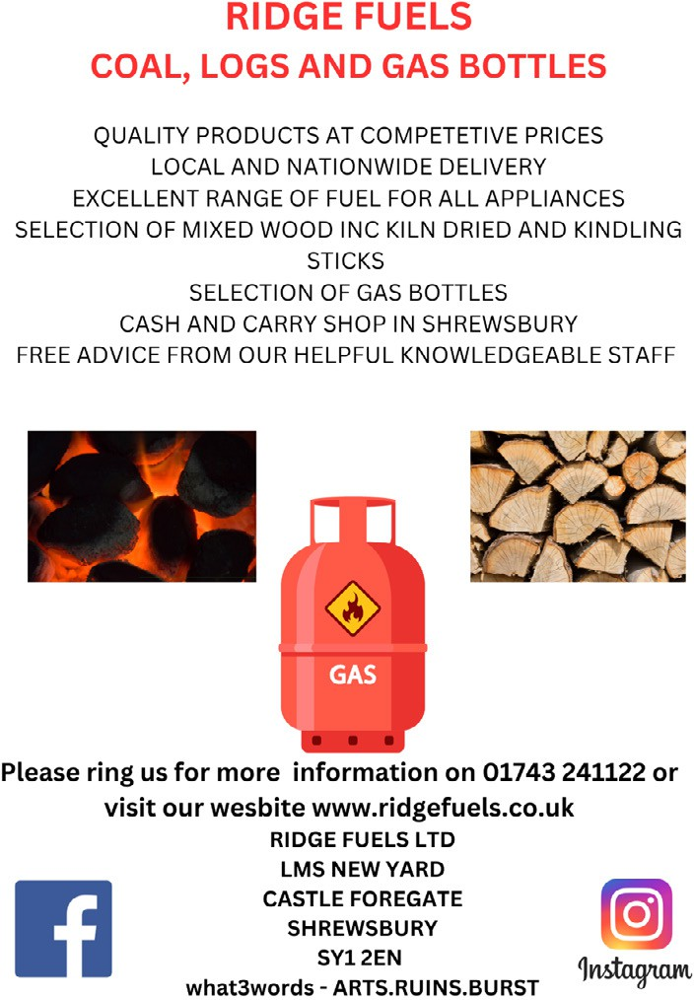 RIDGE FUELS
COAL, LOGS AND GAS BOTTLES
QUALITY PRODUCTS AT COMPETETIVE PRICES
LOCAL AND NATIONWIDE DELIVERY
EXCELLENT RANGE OF FUEL FOR ALL APPLIANCES
SELECTION OF MIXED WOOD INC KILN DRIED AND KINDLING
STICKS
SELECTION OF GAS BOTTLES
CASH AND CARRY SHOP IN SHREWSBURY
FREE ADVICE FROM OUR HELPFUL KNOWLEDGEABLE STAFF
GAS
Please ring us for more  information on 01743 241122 or
visit our wesbite www.ridgefuels.co.uk
RIDGE FUELS LTD
LMS NEW YARD
CASTLE FOREGATE
SHREWSBURY
SY1 2EN
what3words - ARTS.RUINS.BURST
f
Instagram